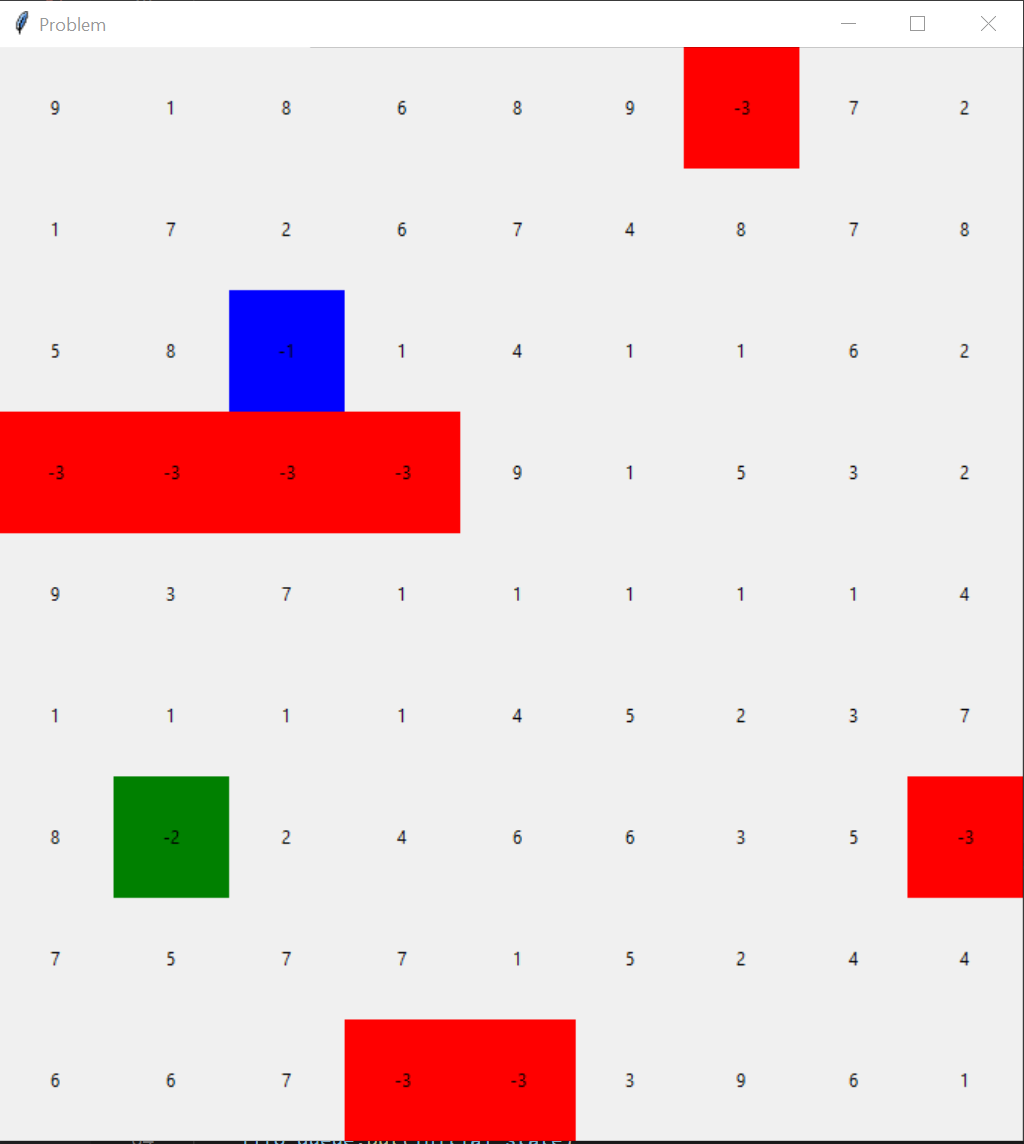 Problem
9 1 8 6 8 9 -3 7 2
1 7 2 6 7 4 8 7 8
5 8 -1 1 4 1 1 6 2
-3 -3 -3 -3 9 1 5 3 2
9 3 7 1 1 1 1 1 4
1 1 1 1 4 5 2 3 7
8 -2 2 4 6 6 3 5 -3
7 5 7 7 1 5 2 4 4
6 6 7 -3 -3 3 9 6 1